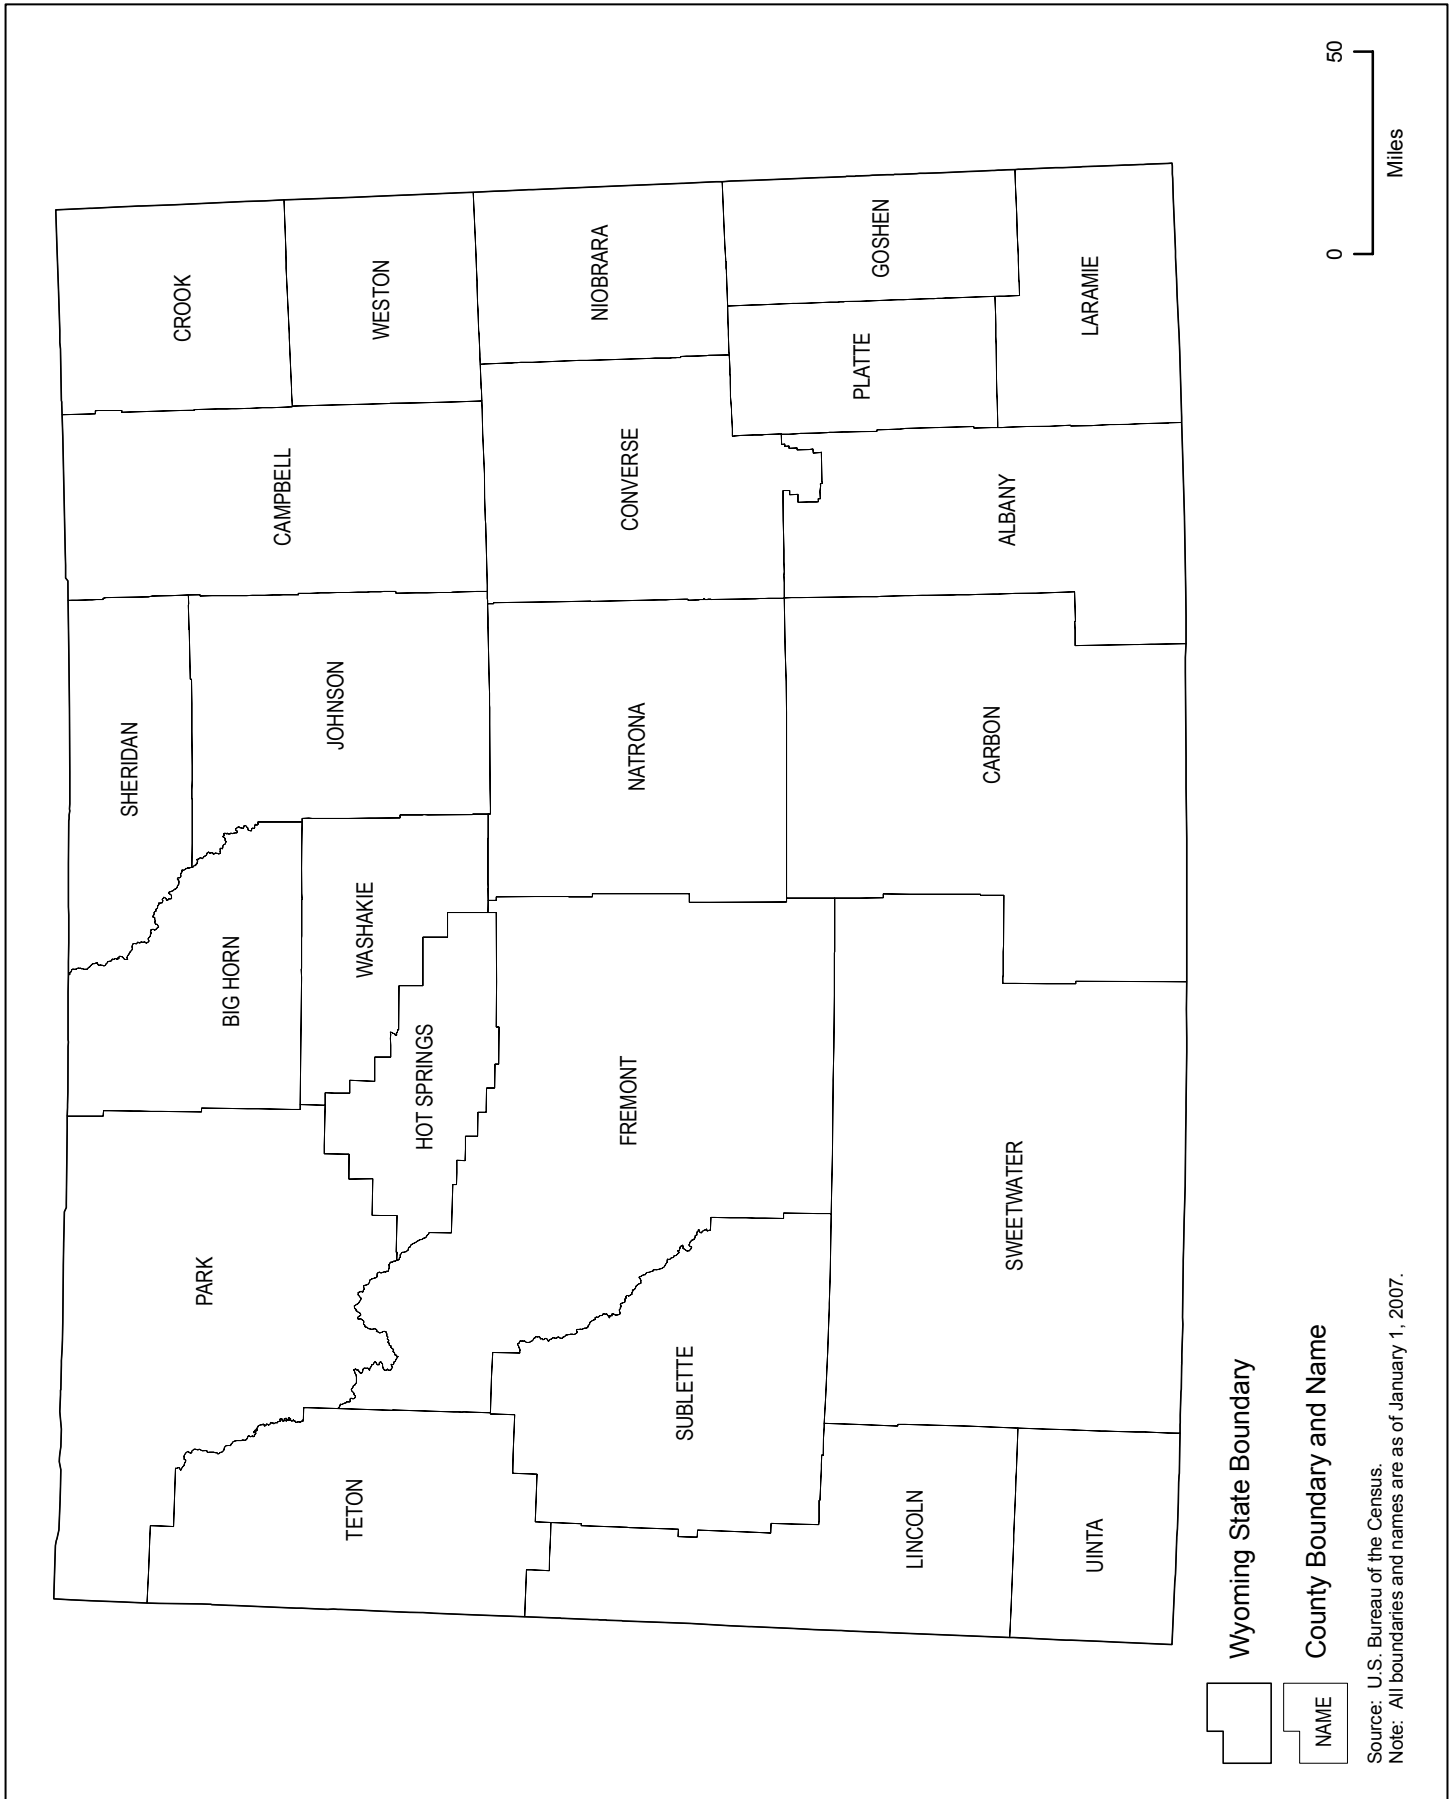 PARK
BIG HORN
SHERIDAN
CAMPBELL
CROOK
WESTON
JOHNSON
WASHAKIE
HOT SPRINGS
TETON
FREMONT
NATRONA
CONVERSE
NIOBRARA
SUBLETTE
LINCOLN
SWEETWATER
CARBON
ALBANY
PLATTE
GOSHEN
LARAMIE
UINTA
Wyoming State Boundary
NAME
County Boundary and Name
Source: U.S. Bureau of the Census.
Note: All boundaries and names are as of January 1, 2007.
0
50
Miles